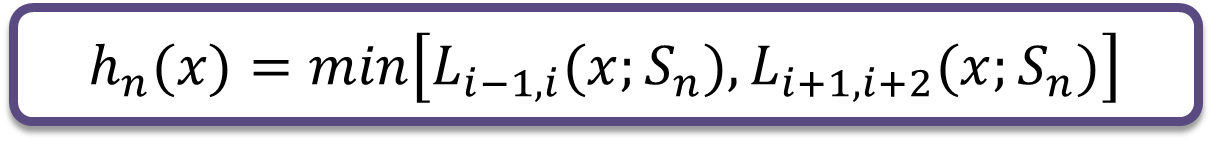 hₙ(x) = min[Lᵢ₋₁,ᵢ(x; Sₙ), Lᵢ₊₁,ᵢ₊₂(x; Sₙ)]